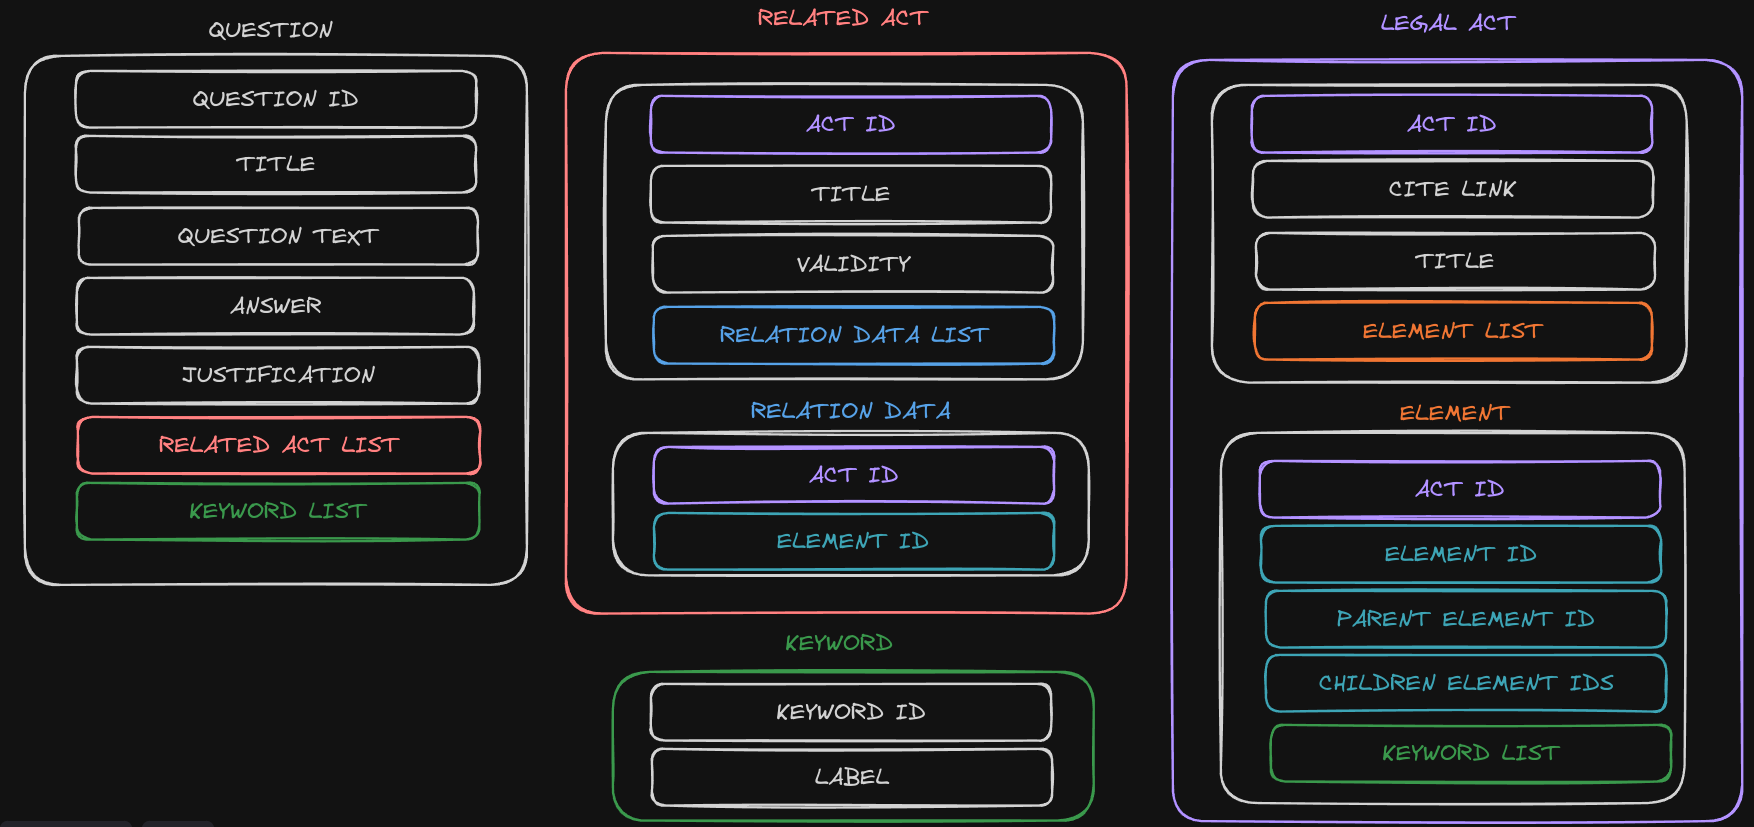 QUESTION
QUESTION ID
TITLE
QUESTION TEXT
ANSWER
JUSTIFICATION
RELATED ACT LIST
KEYWORD LIST
RELATED ACT
ACT ID
TITLE
VALIDITY
RELATION DATA LIST
RELATION DATA
ACT ID
ELEMENT ID
KEYWORD
KEYWORD ID
LABEL
LEGAL ACT
ACT ID
CITE LINK
TITLE
ELEMENT LIST
ELEMENT
ACT ID
ELEMENT ID
PARENT ELEMENT ID
CHILDREN ELEMENT IDS
KEYWORD LIST